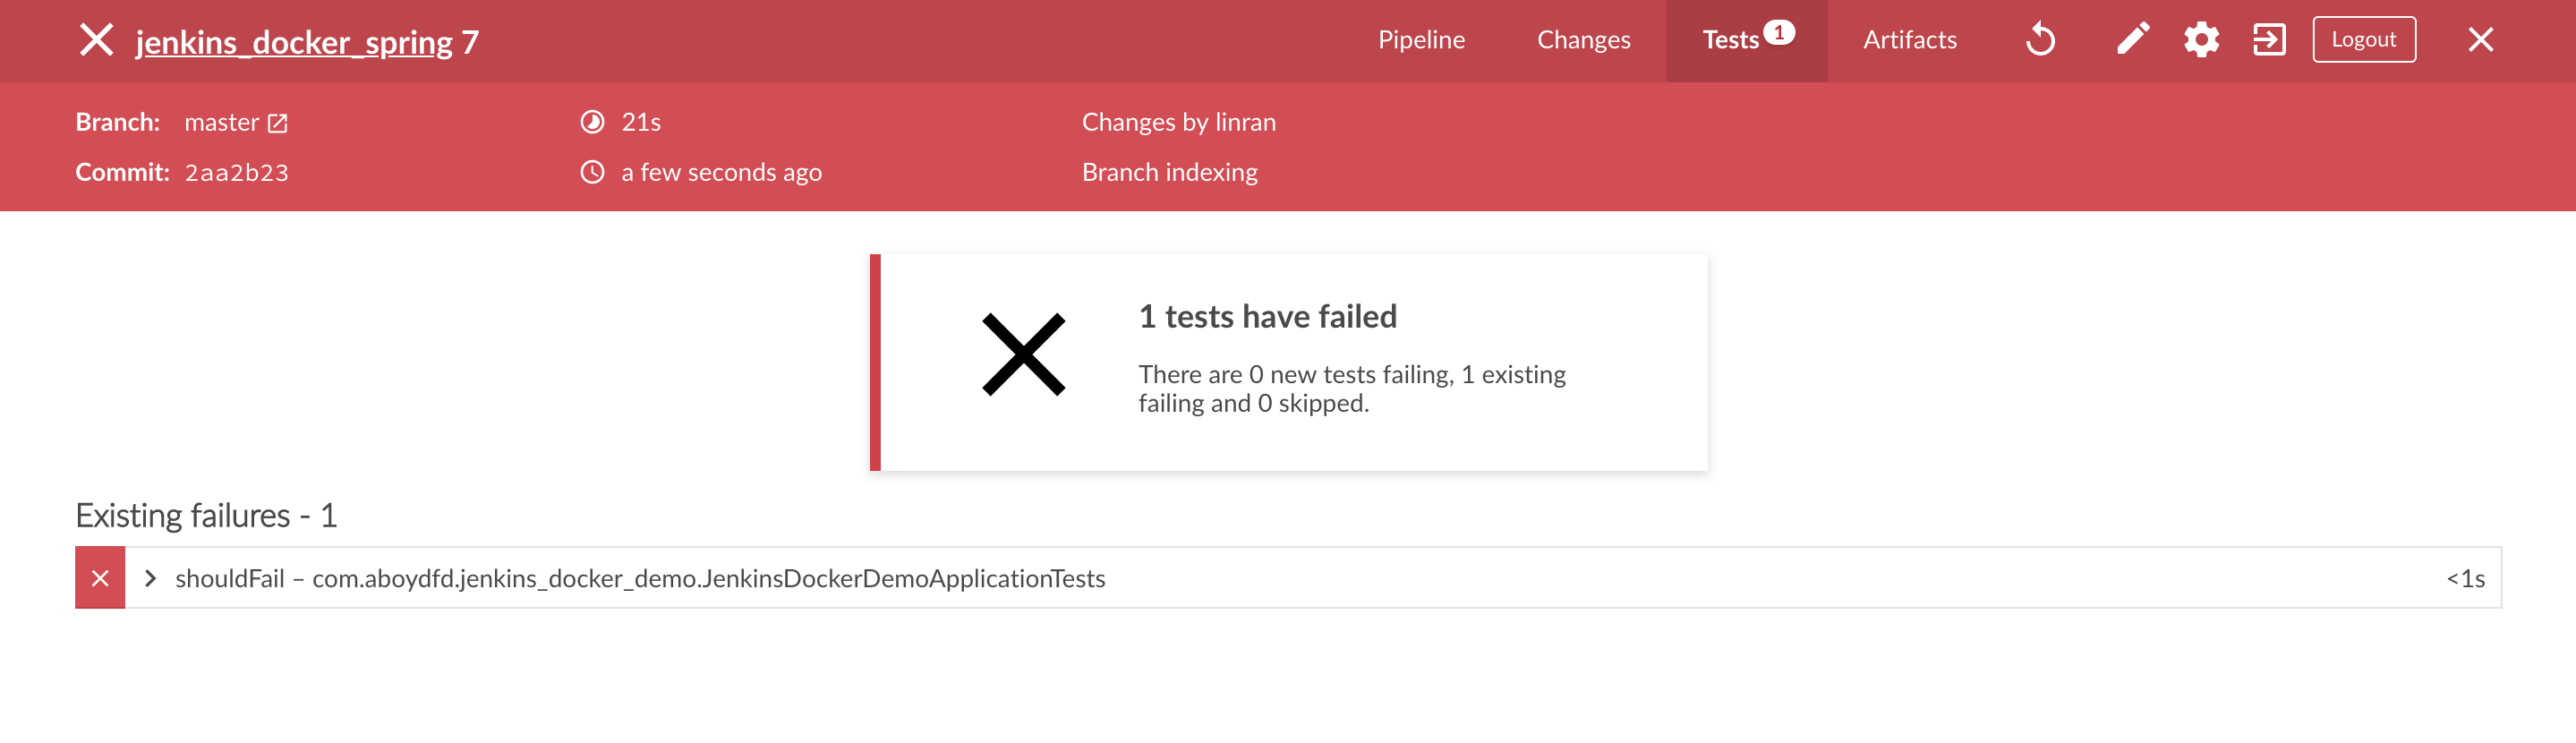 jenkins_docker_spring 7
Pipeline
Changes
Tests 1
Artifacts
Logout
Branch: master
21s
Changes by linran
Commit: 2aa2b23
a few seconds ago
Branch indexing
1 tests have failed
There are 0 new tests failing, 1 existing
failing and 0 skipped.
Existing failures - 1
shouldFail – com.aboydfd.jenkins_docker_demo.JenkinsDockerDemoApplicationTests
<1s